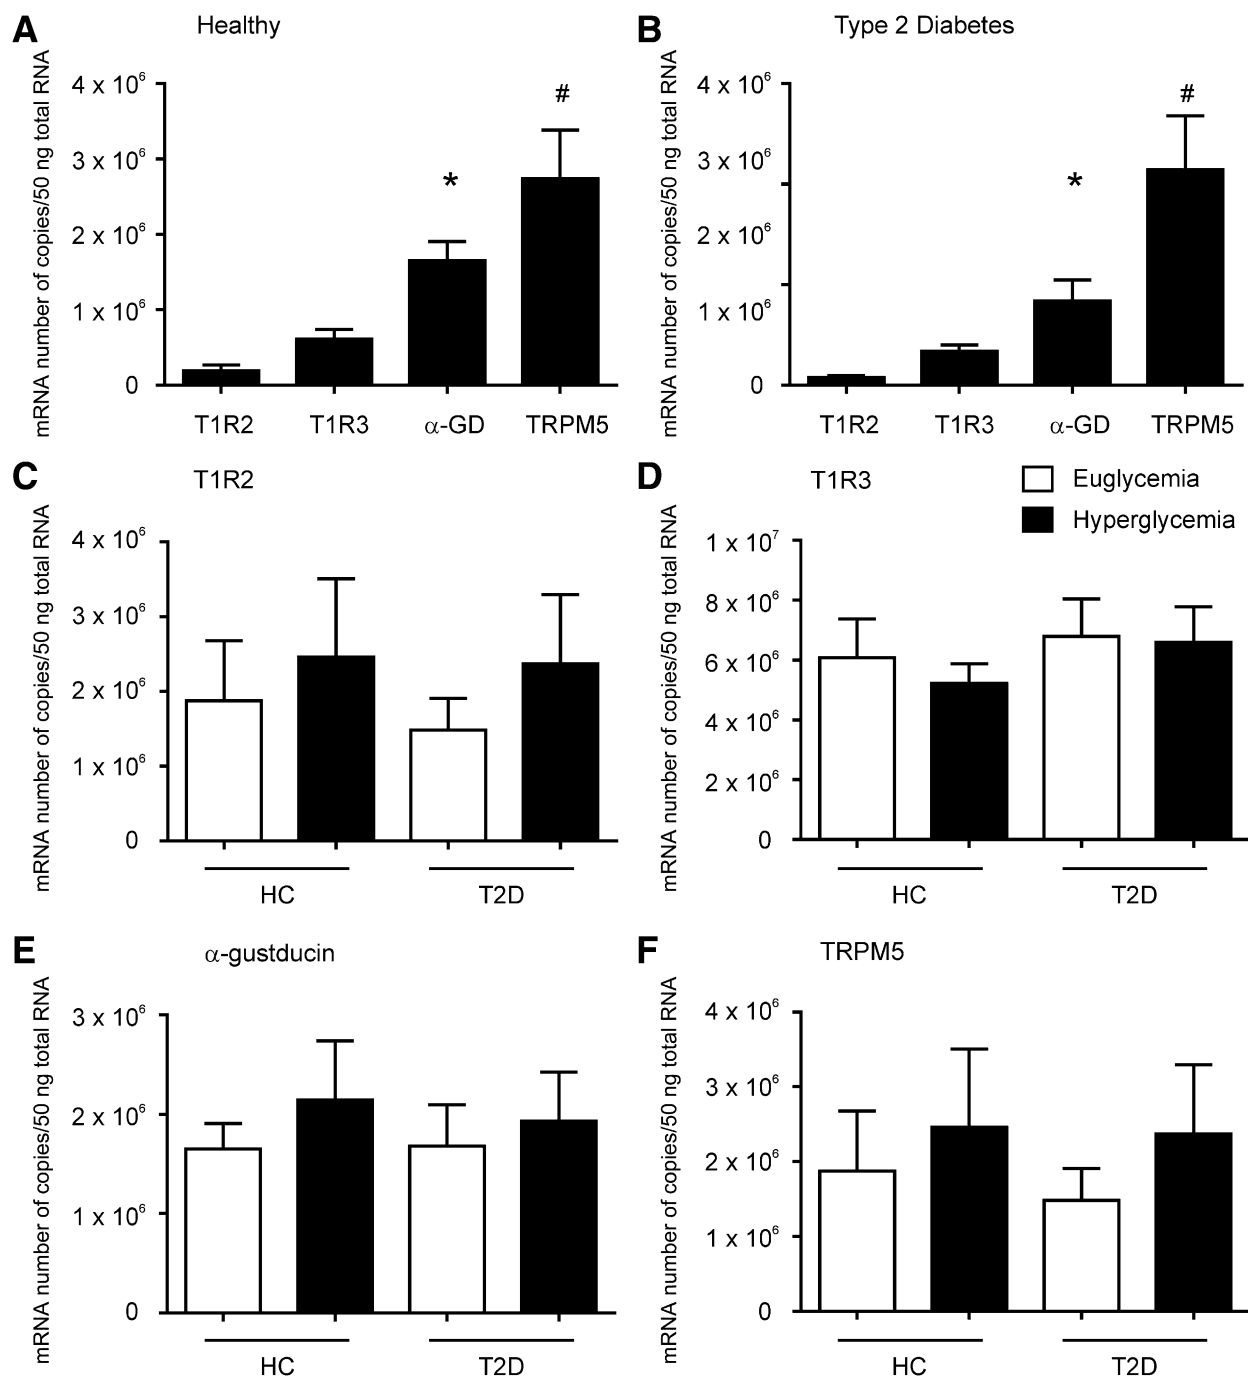 A
Healthy
mRNA number of copies/50 ng total RNA
4 x 10⁶
3 x 10⁶
2 x 10⁶
1 x 10⁶
0
*
#
T1R2 T1R3 α-GD TRPM5
B
Type 2 Diabetes
mRNA number of copies/50 ng total RNA
4 x 10⁶
3 x 10⁶
2 x 10⁶
1 x 10⁶
0
*
#
T1R2 T1R3 α-GD TRPM5
C
T1R2
mRNA number of copies/50 ng total RNA
4 x 10⁶
3 x 10⁶
2 x 10⁶
1 x 10⁶
0
HC T2D
D
T1R3
Euglycemia
Hyperglycemia
mRNA number of copies/50 ng total RNA
1 x 10⁷
8 x 10⁶
6 x 10⁶
4 x 10⁶
2 x 10⁶
0
HC T2D
E
α-gustducin
mRNA number of copies/50 ng total RNA
3 x 10⁶
2 x 10⁶
1 x 10⁶
0
HC T2D
F
TRPM5
mRNA number of copies/50 ng total RNA
4 x 10⁶
3 x 10⁶
2 x 10⁶
1 x 10⁶
0
HC T2D